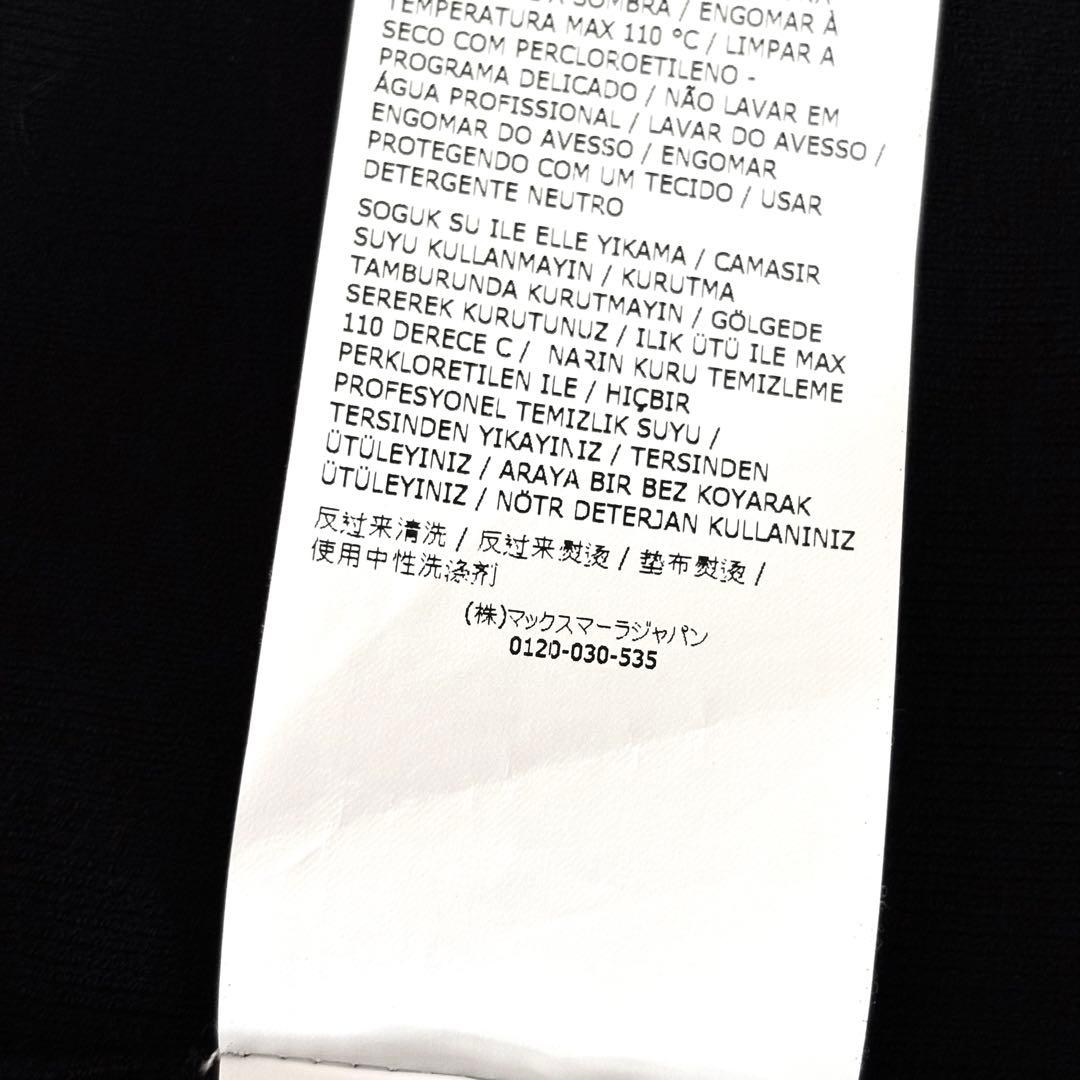 SOMBRA / ENGOMAR À
TEMPERATURA MAX 110 °C / LIMPAR A
SECO COM PERCLOROETILENO -
PROGRAMA DELICADO / NÃO LAVAR EM
ÁGUA PROFISSIONAL / LAVAR DO AVESSO /
ENGOMAR DO AVESSO / ENGOMAR
PROTEGENDO COM UM TECIDO / USAR
DETERGENTE NEUTRO
SOGUK SU ILE ELLE YIKAMA / CAMASIR
SUYU KULLANMAYIN / KURUTMA
TAMBURUNDA KURUTMAYIN / GÖLGEDE
SEREREK KURUTUNUZ / ILIK ÜTÜ ILE MAX
110 DERECE C / NARIN KURU TEMIZLEME
PERKLORETILEN ILE / HIÇBIR
PROFESYONEL TEMIZLIK SUYU /
TERSINDEN YIKAYINIZ / TERSINDEN
ÜTÜLEYINIZ / ARAYA BIR BEZ KOYARAK
ÜTÜLEYINIZ / NÖTR DETERJAN KULLANINIZ
反过来清洗 / 反过来熨烫 / 垫布熨烫 /
使用中性洗涤剂
(株)マックスマーラジャパン
0120-030-535